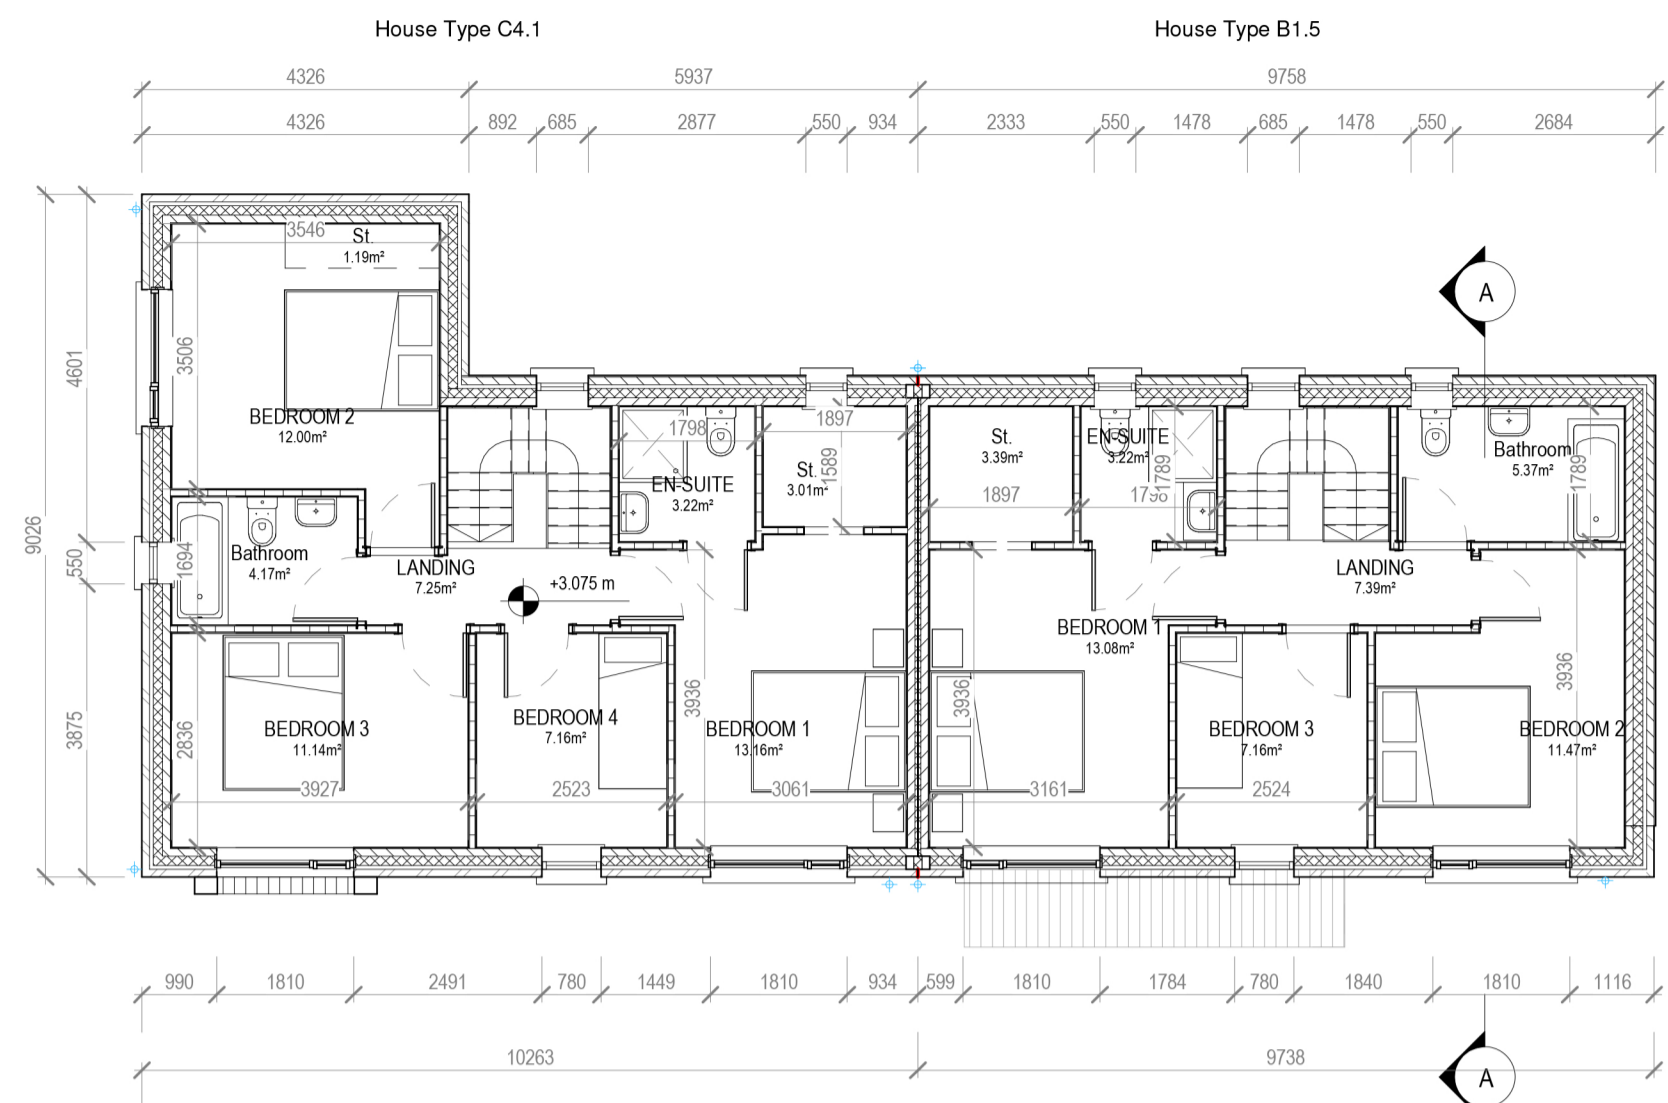 House Type C4.1
House Type B1.5
4326
5937
9758
4326
892
685
2877
550
934
2333
550
1478
685
1478
550
2684
9026
4601
550
3875
3546
St.
1.19m²
3506
BEDROOM 2
12.00m²
1694
Bathroom
4.17m²
LANDING
7.25m²
+3.075 m
1798
EN-SUITE
3.22m²
1897
1589
St.
3.01m²
St.
3.39m²
1897
EN-SUITE
3.22m²
1789
1798
Bathroom
5.37m²
1789
LANDING
7.39m²
A
BEDROOM 3
11.14m²
2836
3927
BEDROOM 4
7.16m²
2523
3936
BEDROOM 1
13.16m²
3061
BEDROOM 1
13.08m²
3936
3161
BEDROOM 3
7.16m²
2524
3936
BEDROOM 2
11.47m²
990
1810
2491
780
1449
1810
934
599
1810
1784
780
1840
1810
1116
10263
9738
A